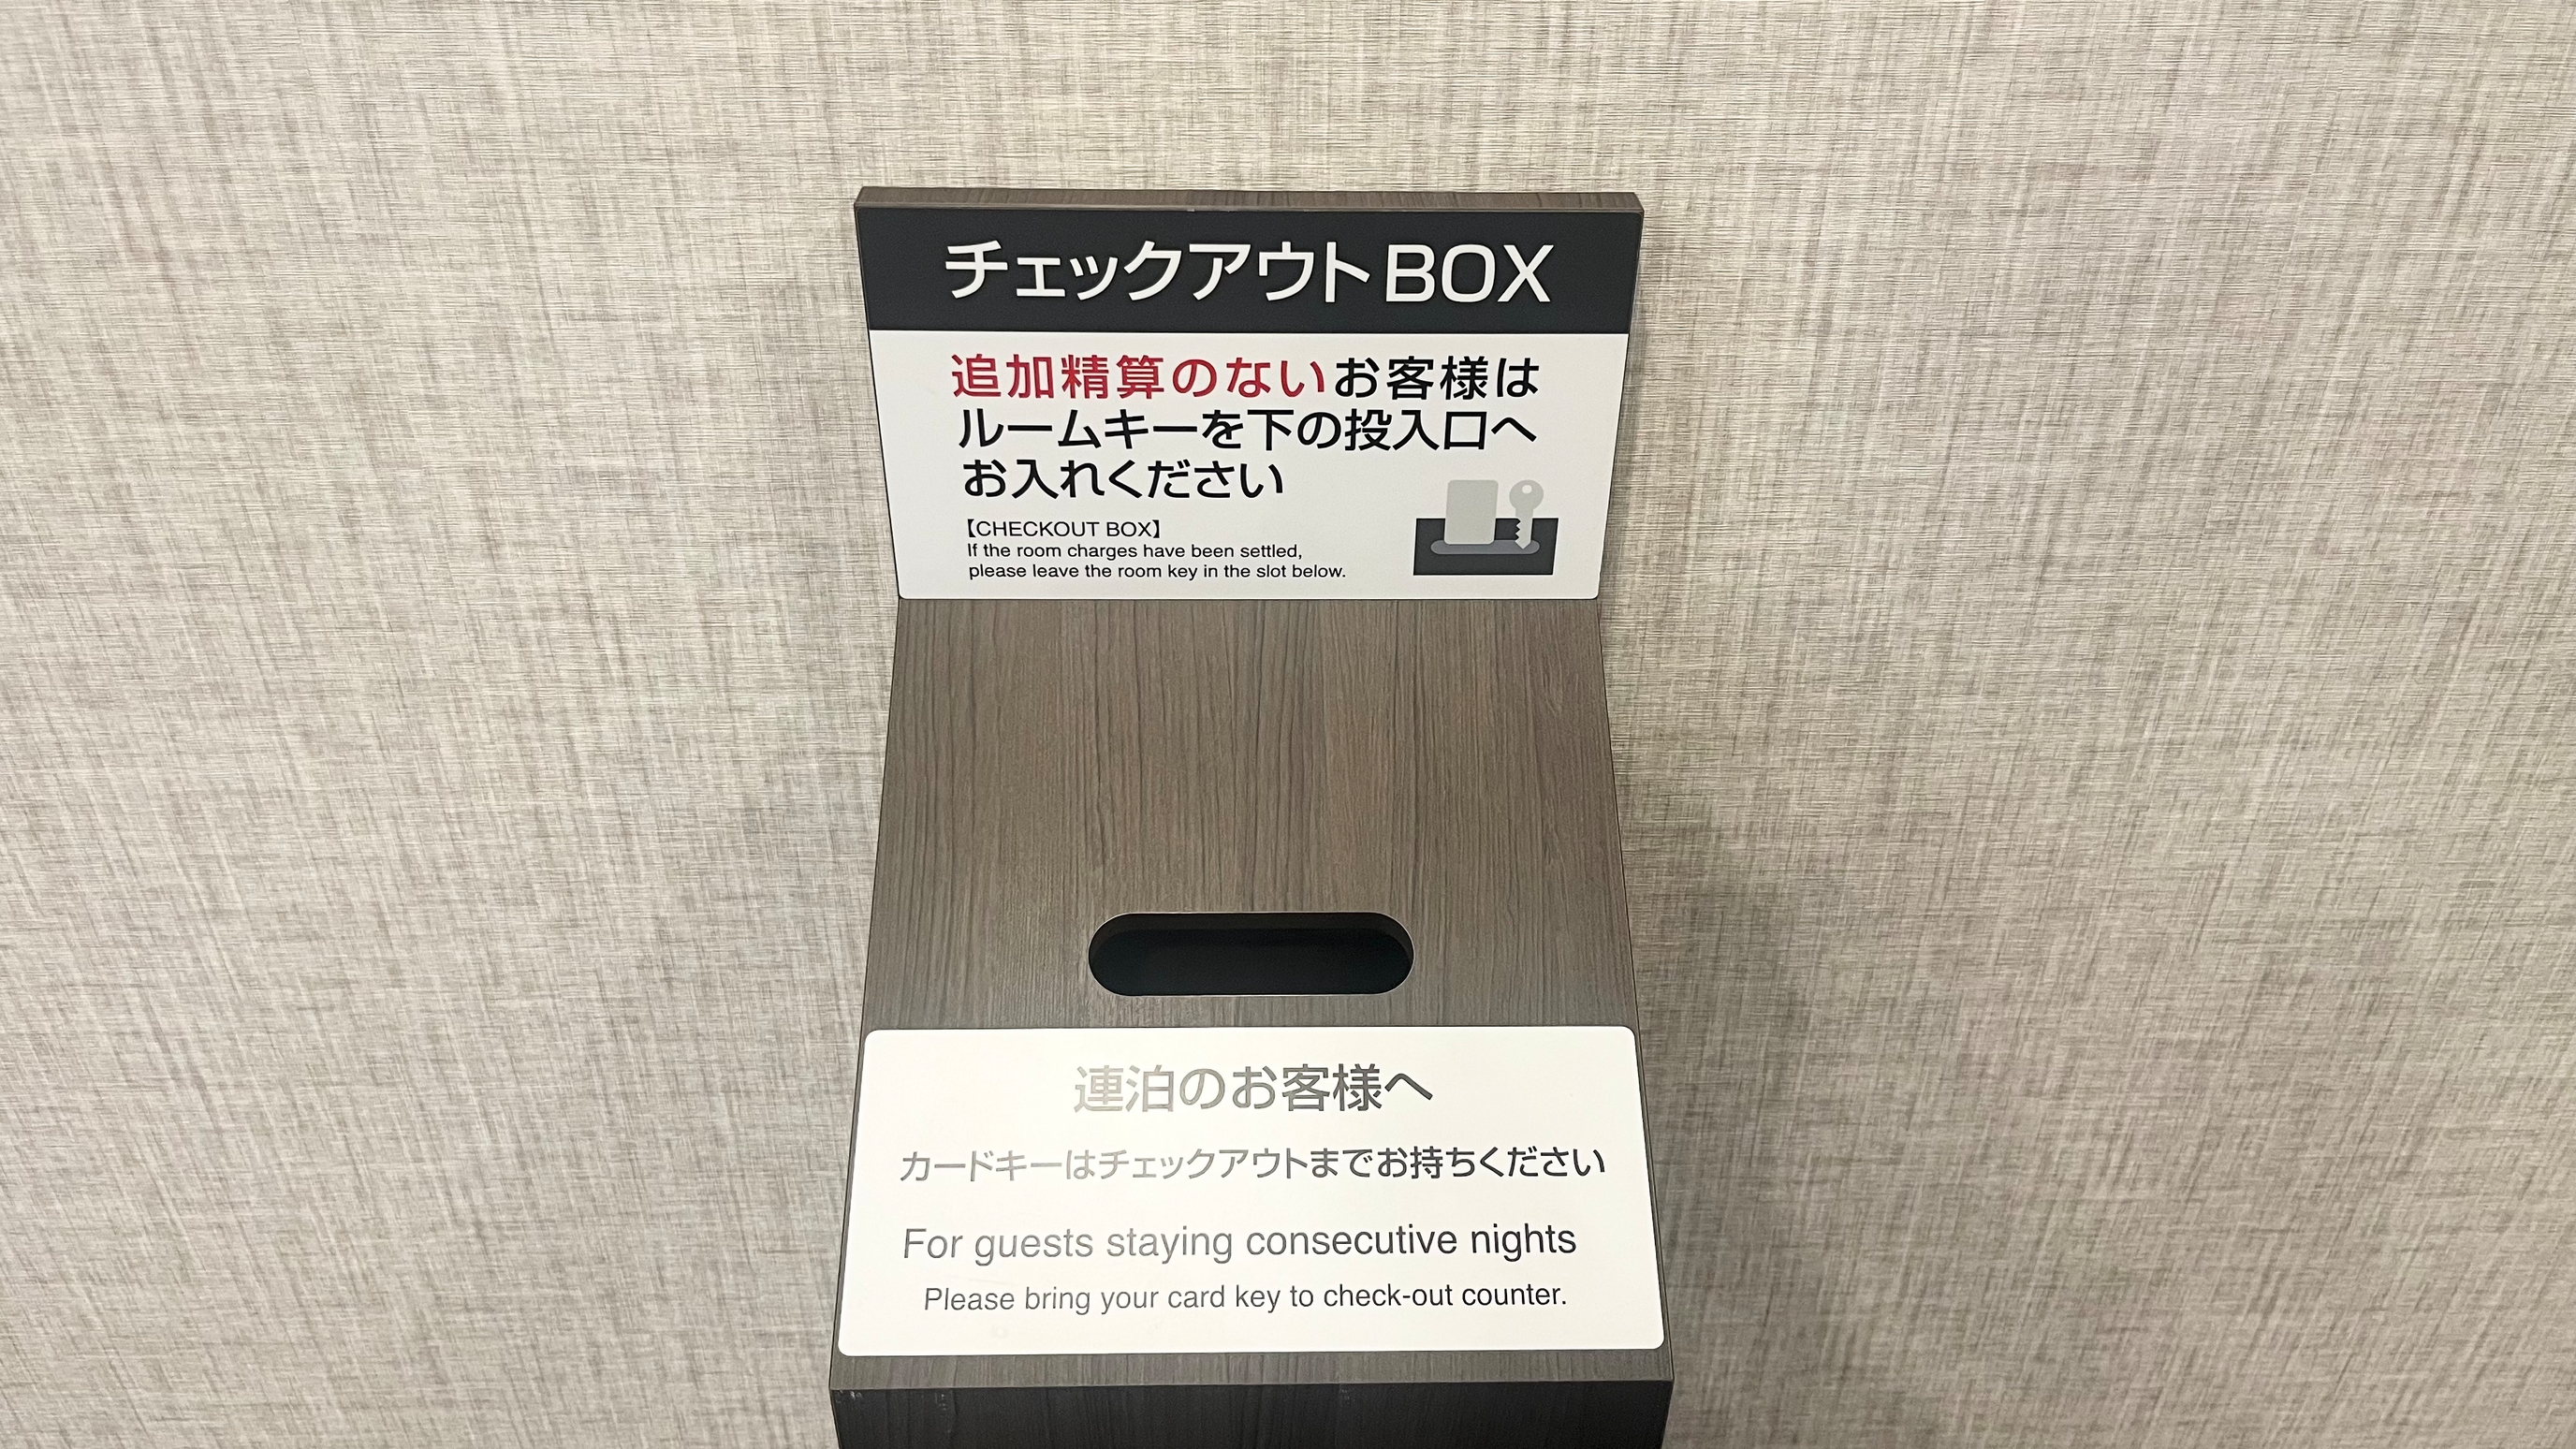 チェックアウトBOX
追加精算のないお客様は
ルームキーを下の投入口へ
お入れください
【CHECKOUT BOX】
If the room charges have been settled,
please leave the room key in the slot below.
連泊のお客様へ
カードキーはチェックアウトまでお持ちください
For guests staying consecutive nights
Please bring your card key to check-out counter.